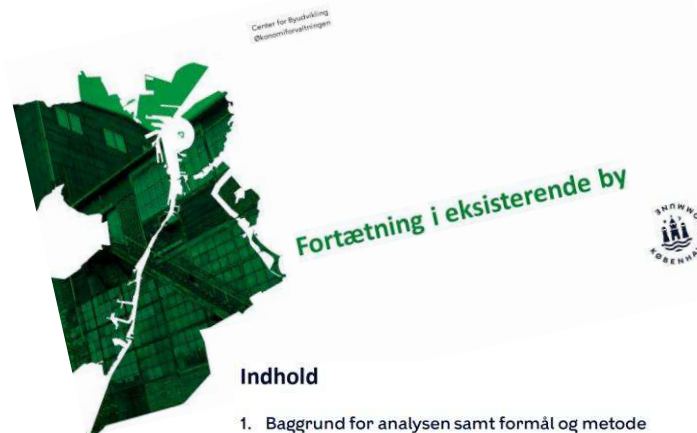 Center for Byudvikling
Økonomiforvaltningen
Fortætning i eksisterende by
Indhold
1. Baggrund for analysen samt formål og metode